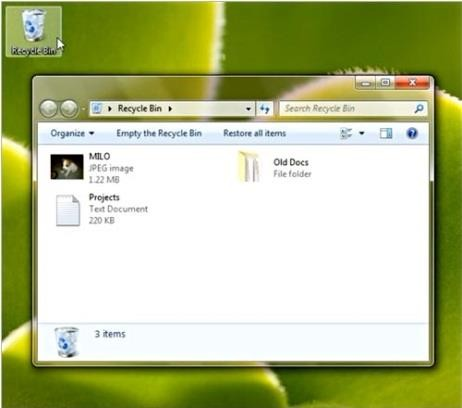 Recycle Bin
Recycle Bin
Search Recycle Bin
Organize
Empty the Recycle Bin
Restore all items
MILO
JPEG image
1.22 MB
Old Docs
File folder
Projects
Text Document
220 KB
3 items